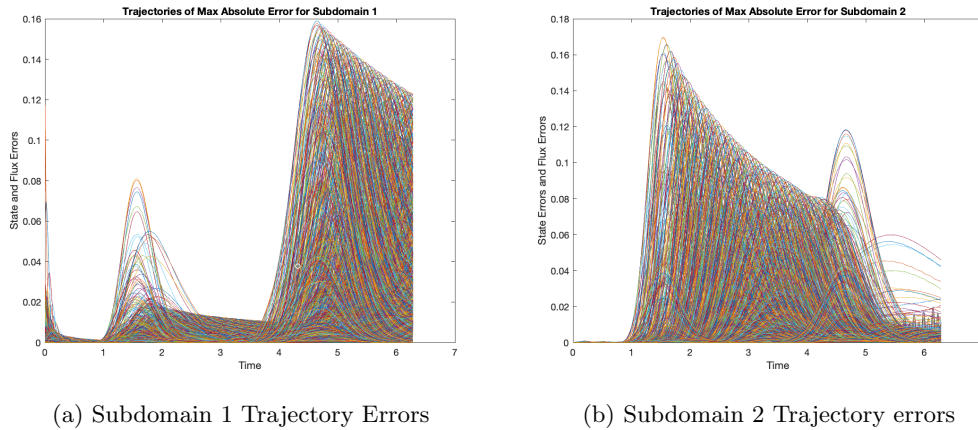 Trajectories of Max Absolute Error for Subdomain 1
0.16
0.14
0.12
0.1
0.08
0.06
0.04
0.02
0
State and Flux Errors
0 1 2 3 4 5 6 7
Time
(a) Subdomain 1 Trajectory Errors
Trajectories of Max Absolute Error for Subdomain 2
0.18
0.16
0.14
0.12
0.1
0.08
0.06
0.04
0.02
0
State Errors and Flux Errors
0 1 2 3 4 5 6
Time
(b) Subdomain 2 Trajectory errors